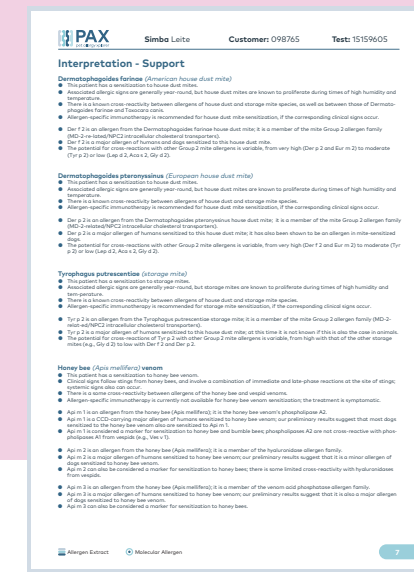 PAX
pet allergy xplorer
Simba Leite
Customer: 098765
Test: 15159605
Interpretation - Support
Dermatophagoides farinae (American house dust mite)
This patient has a sensitization to house dust mites.
Associated allergen signs are generally year-round, but house dust mites are known to proliferate during times of high humidity and
temperature.
There is a known cross-reactivity between allergens of house dust and storage mite species, as well as between those of Dermato-
phagoides farinae and Toxocara canis.
Allergen-specific immunotherapy is recommended for house dust mite sensitization, if the corresponding clinical signs occur.
Der f 2 is an allergen from the Dermatophagoides farinae house dust mite; it is a member of the mite Group 2 allergen family
(MD-2-re-lated/NPC2 intracellular cholesterol transporters).
Der f 2 is a major allergen of humans and dogs sensitized to this house dust mite.
The potential for cross-reactions with other Group 2 mite allergens is variable, from very high (Der p 2 and Eur m 2) to moderate
(Tyr p 2) or low (Lep d 2, Aca s 2, Gly d 2).
Dermatophagoides pteronyssinus (European house dust mite)
This patient has a sensitization to house dust mites.
Associated allergen signs are generally year-round, but house dust mites are known to proliferate during times of high humidity and
temperature.
There is a known cross-reactivity between allergens of house dust and storage mite species.
Allergen-specific immunotherapy is recommended for house dust mite sensitization, if the corresponding clinical signs occur.
Der p 2 is an allergen from the Dermatophagoides pteronyssinus house dust mite; it is a member of the mite Group 2 allergen family
(MD-2-related/NPC2 intracellular cholesterol transporters).
Der p 2 is a major allergen of humans sensitized to this house dust mite; it has also been shown to be an allergen in mite-sensitized
dogs.
The potential for cross-reactions with other Group 2 mite allergens is variable, from very high (Der f 2 and Eur m 2) to moderate (Tyr
p 2) or low (Lep d 2, Aca s 2, Gly d 2).
Tyrophagus putrescentiae (storage mite)
This patient has a sensitization to storage mites.
Associated allergen signs are generally year-round, but storage mites are known to proliferate during times of high humidity and
tem-perature.
There is a known cross-reactivity between allergens of house dust and storage mite species.
Allergen-specific immunotherapy is recommended for storage mite sensitization, if the corresponding clinical signs occur.
Tyr p 2 is an allergen from the Tyrophagus putrescentiae storage mite; it is a member of the mite Group 2 allergen family (MD-2-
relat-ed/NPC2 intracellular cholesterol transporters).
Tyr p 2 is a major allergen of humans sensitized to this house dust mite; at this time it is not known if this is also the case in animals.
The potential for cross-reactions of Tyr p 2 with other Group 2 mite allergens is variable, from high with that of the other storage
mites (e.g., Gly d 2) to low with Der f 2 and Der p 2.
Honey bee (Apis mellifera) venom
This patient has a sensitization to honey bee venom.
Clinical signs follow stings from honey bees, and involve a combination of immediate and late-phase reactions at the site of stings;
systemic signs also can occur.
There is a some cross-reactivity between allergens of the honey bee and vespid venoms.
Allergen-specific immunotherapy is currently not available for honey bee venom sensitization; the treatment is symptomatic.
Api m 1 is an allergen from the honey bee (Apis mellifera); it is the honey bee venom's phospholipase A2.
Api m 1 is a CCD-carrying major allergen of humans sensitized to honey bee venom; our preliminary results suggest that most dogs
sensitized to the honey bee venom also are sensitized to Api m 1.
Api m 1 is considered a marker for sensitization to honey bee and bumble bees; phospholipases A2 are not cross-reactive with phos-
pholipases A1 from vespids (e.g., Ves v 1).
Api m 2 is an allergen from the honey bee (Apis mellifera); it is a member of the hyaluronidase allergen family.
Api m 2 is a major allergen of humans sensitized to honey bee venom; our preliminary results suggest that it is a minor allergen of
dogs sensitized to honey bee venom.
Api m 2 can also be considered a marker for sensitization to honey bees; there is some limited cross-reactivity with hyaluronidases
from vespids.
Api m 3 is an allergen from the honey bee (Apis mellifera); it is a member of the venom acid phosphatase allergen family.
Api m 3 is a major allergen of humans sensitized to honey bee venom; our preliminary results suggest that it is also a major allergen
of dogs sensitized to honey bee venom.
Api m 3 can also be considered a marker for sensitization to honey bees.
Allergen Extract
Molecular Allergen
7